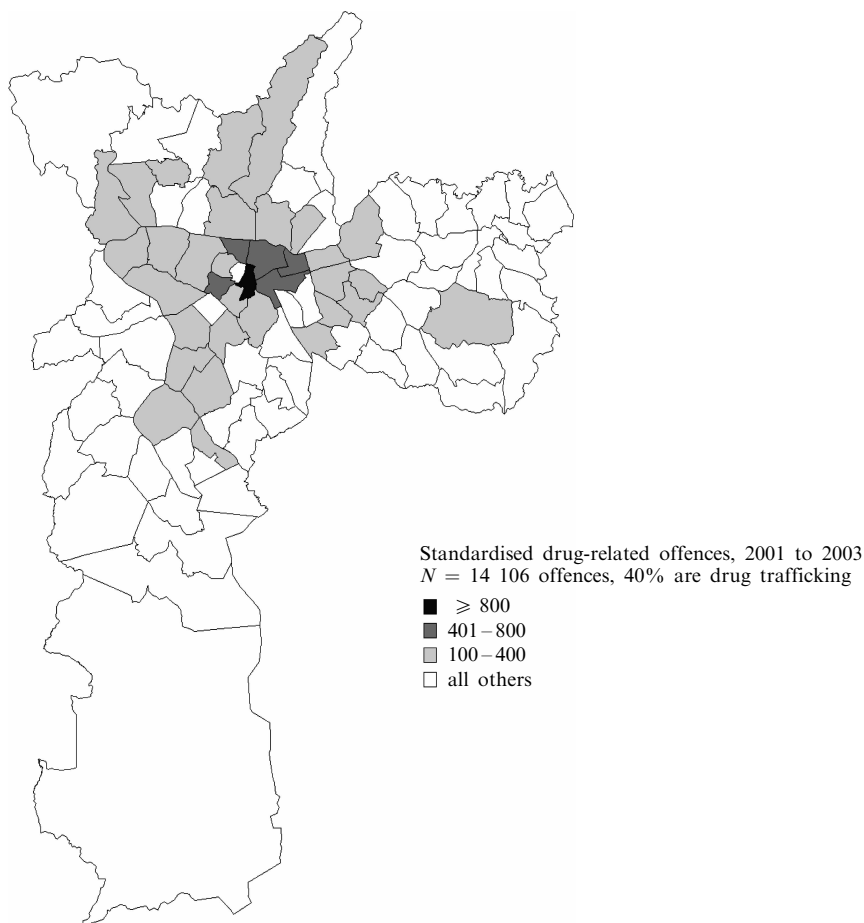 Standardised drug-related offences, 2001 to 2003
N = 14 106 offences, 40% are drug trafficking
⩾ 800
401–800
100–400
all others